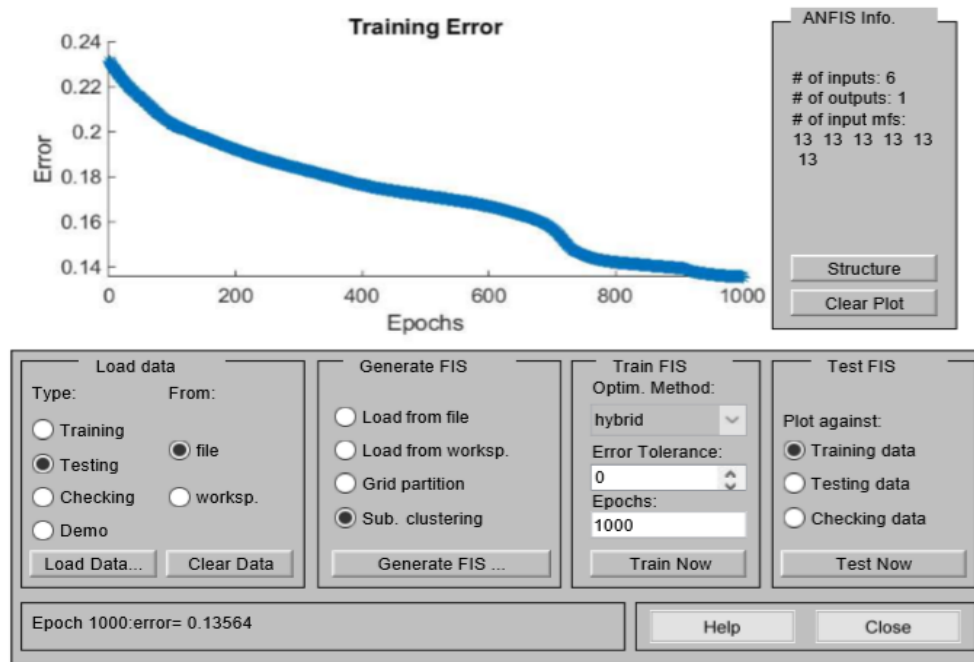 Training Error
0.24
0.22
0.2
0.18
0.16
0.14
Error
0 200 400 600 800 1000
Epochs
ANFIS Info.
# of inputs: 6
# of outputs: 1
# of input mfs:
13 13 13 13 13
13
Structure
Clear Plot
Load data
Type: From:
Training
Testing file
Checking worksp.
Demo
Load Data... Clear Data
Generate FIS
Load from file
Load from worksp.
Grid partition
Sub. clustering
Generate FIS ...
Train FIS
Optim. Method:
hybrid
Error Tolerance:
0
Epochs:
1000
Train Now
Test FIS
Plot against:
Training data
Testing data
Checking data
Test Now
Epoch 1000:error= 0.13564
Help Close